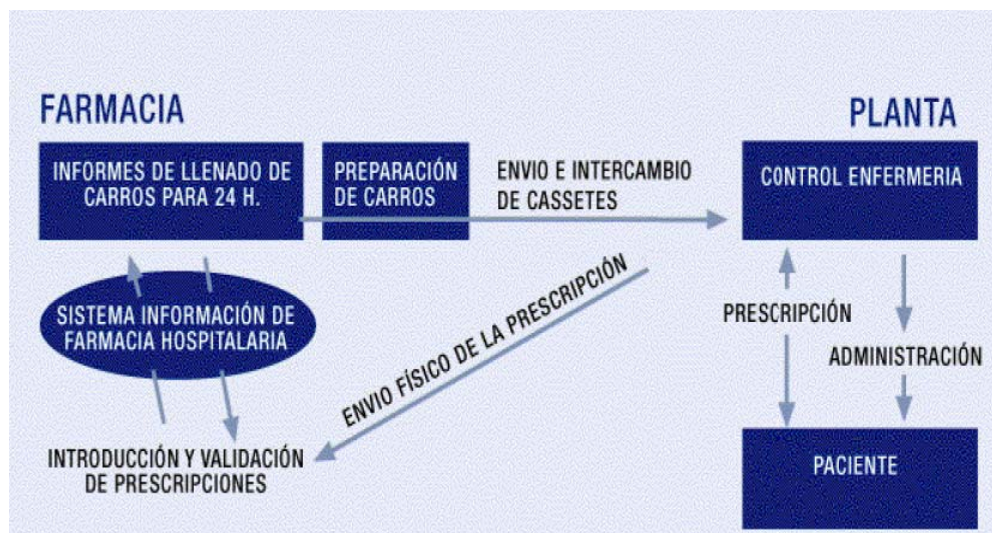 FARMACIA
PLANTA
INFORMES DE LLENADO DE
CARROS PARA 24 H.
PREPARACIÓN
DE CARROS
ENVIO E INTERCAMBIO
DE CASSETES
CONTROL ENFERMERIA
SISTEMA INFORMACIÓN DE
FARMACIA HOSPITALARIA
ENVIO FÍSICO DE LA PRESCRIPCIÓN
PRESCRIPCIÓN
ADMINISTRACIÓN
INTRODUCCIÓN Y VALIDACIÓN
DE PRESCRIPCIONES
PACIENTE